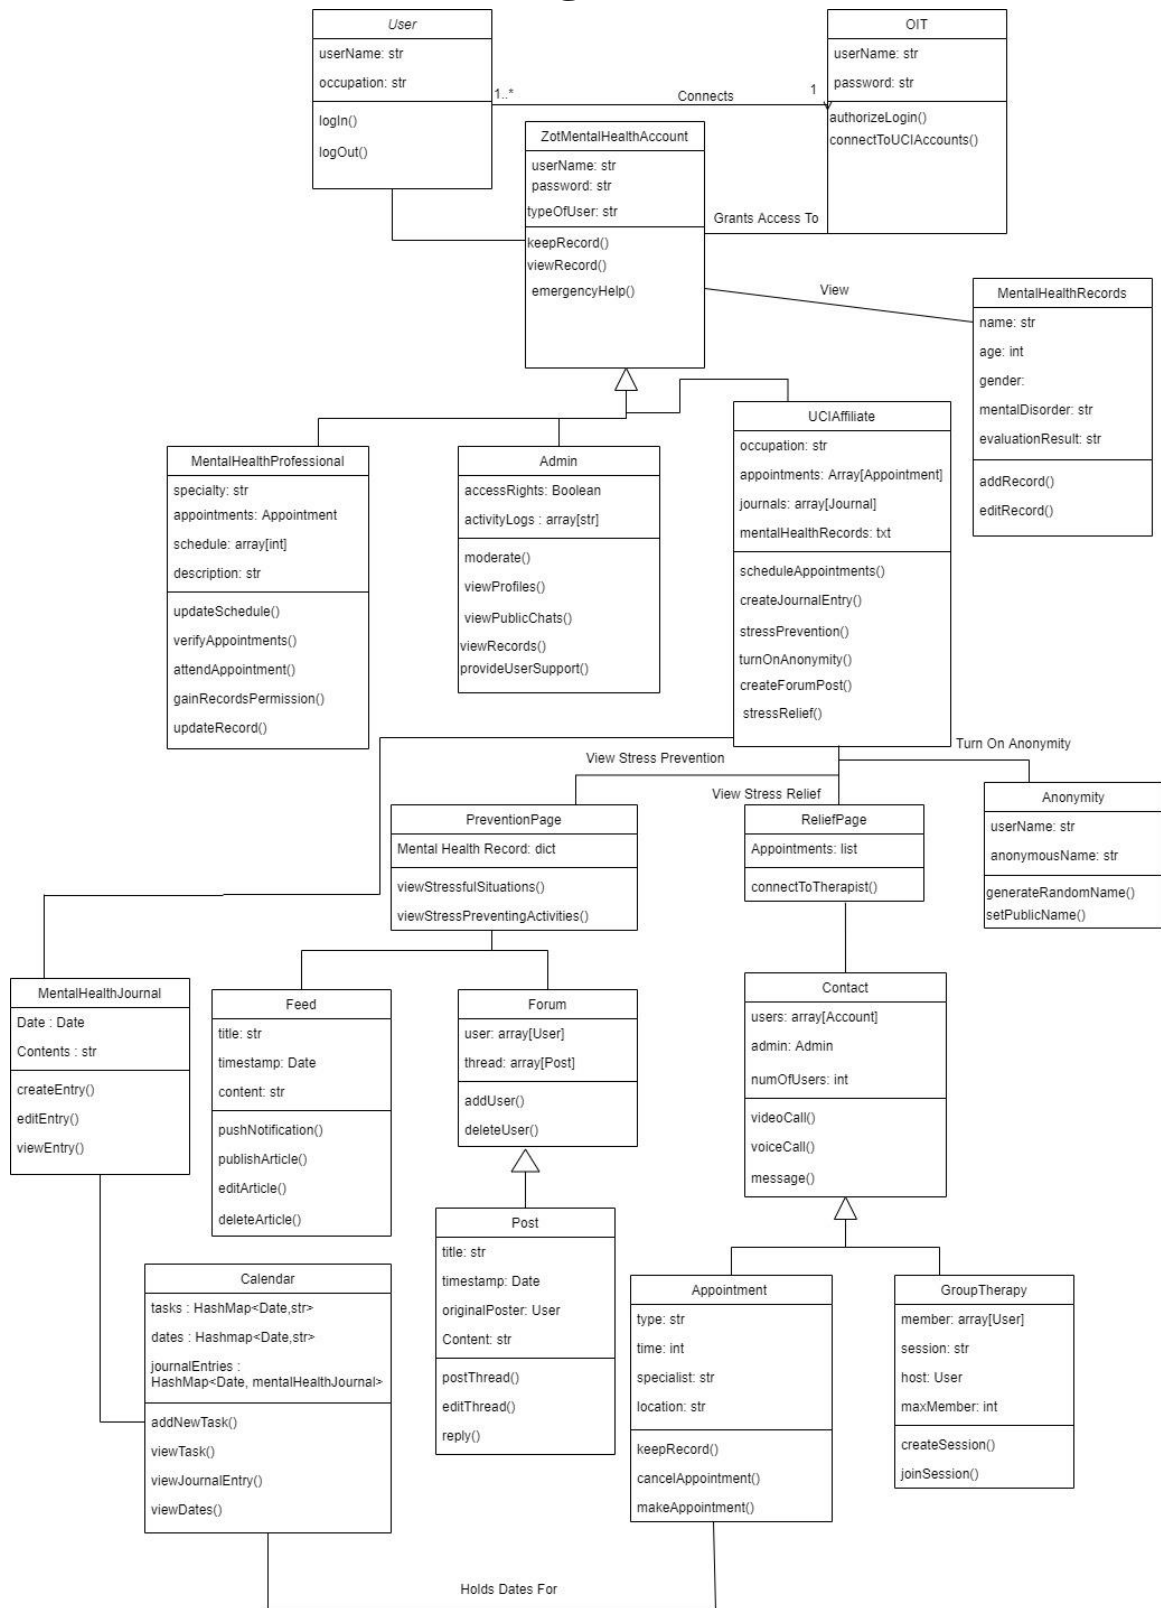 User
userName: str
occupation: str
logIn()
logOut()
OIT
userName: str
password: str
authorizeLogin()
connectToUCIAccounts()
1..*
Connects
1
ZotMentalHealthAccount
userName: str
password: str
typeOfUser: str
keepRecord()
viewRecord()
emergencyHelp()
Grants Access To
View
MentalHealthRecords
name: str
age: int
gender:
mentalDisorder: str
evaluationResult: str
addRecord()
editRecord()
MentalHealthProfessional
specialty: str
appointments: Appointment
schedule: array[int]
description: str
updateSchedule()
verifyAppointments()
attendAppointment()
gainRecordsPermission()
updateRecord()
Admin
accessRights: Boolean
activityLogs : array[str]
moderate()
viewProfiles()
viewPublicChats()
viewRecords()
provideUserSupport()
UCIAffiliate
occupation: str
appointments: Array[Appointment]
journals: array[Journal]
mentalHealthRecords: txt
scheduleAppointments()
createJournalEntry()
stressPrevention()
turnOnAnonymity()
createForumPost()
stressRelief()
View Stress Prevention
View Stress Relief
Turn On Anonymity
PreventionPage
Mental Health Record: dict
viewStressfulSituations()
viewStressPreventingActivities()
ReliefPage
Appointments: list
connectToTherapist()
Anonymity
userName: str
anonymousName: str
generateRandomName()
setPublicName()
MentalHealthJournal
Date : Date
Contents : str
createEntry()
editEntry()
viewEntry()
Feed
title: str
timestamp: Date
content: str
pushNotification()
publishArticle()
editArticle()
deleteArticle()
Forum
user: array[User]
thread: array[Post]
addUser()
deleteUser()
Contact
users: array[Account]
admin: Admin
numOfUsers: int
videoCall()
voiceCall()
message()
Calendar
tasks : HashMap<Date,str>
dates : Hashmap<Date,str>
journalEntries :
HashMap<Date, mentalHealthJournal>
addNewTask()
viewTask()
viewJournalEntry()
viewDates()
Post
title: str
timestamp: Date
originalPoster: User
Content: str
postThread()
editThread()
reply()
Appointment
type: str
time: int
specialist: str
location: str
keepRecord()
cancelAppointment()
makeAppointment()
GroupTherapy
member: array[User]
session: str
host: User
maxMember: int
createSession()
joinSession()
Holds Dates For